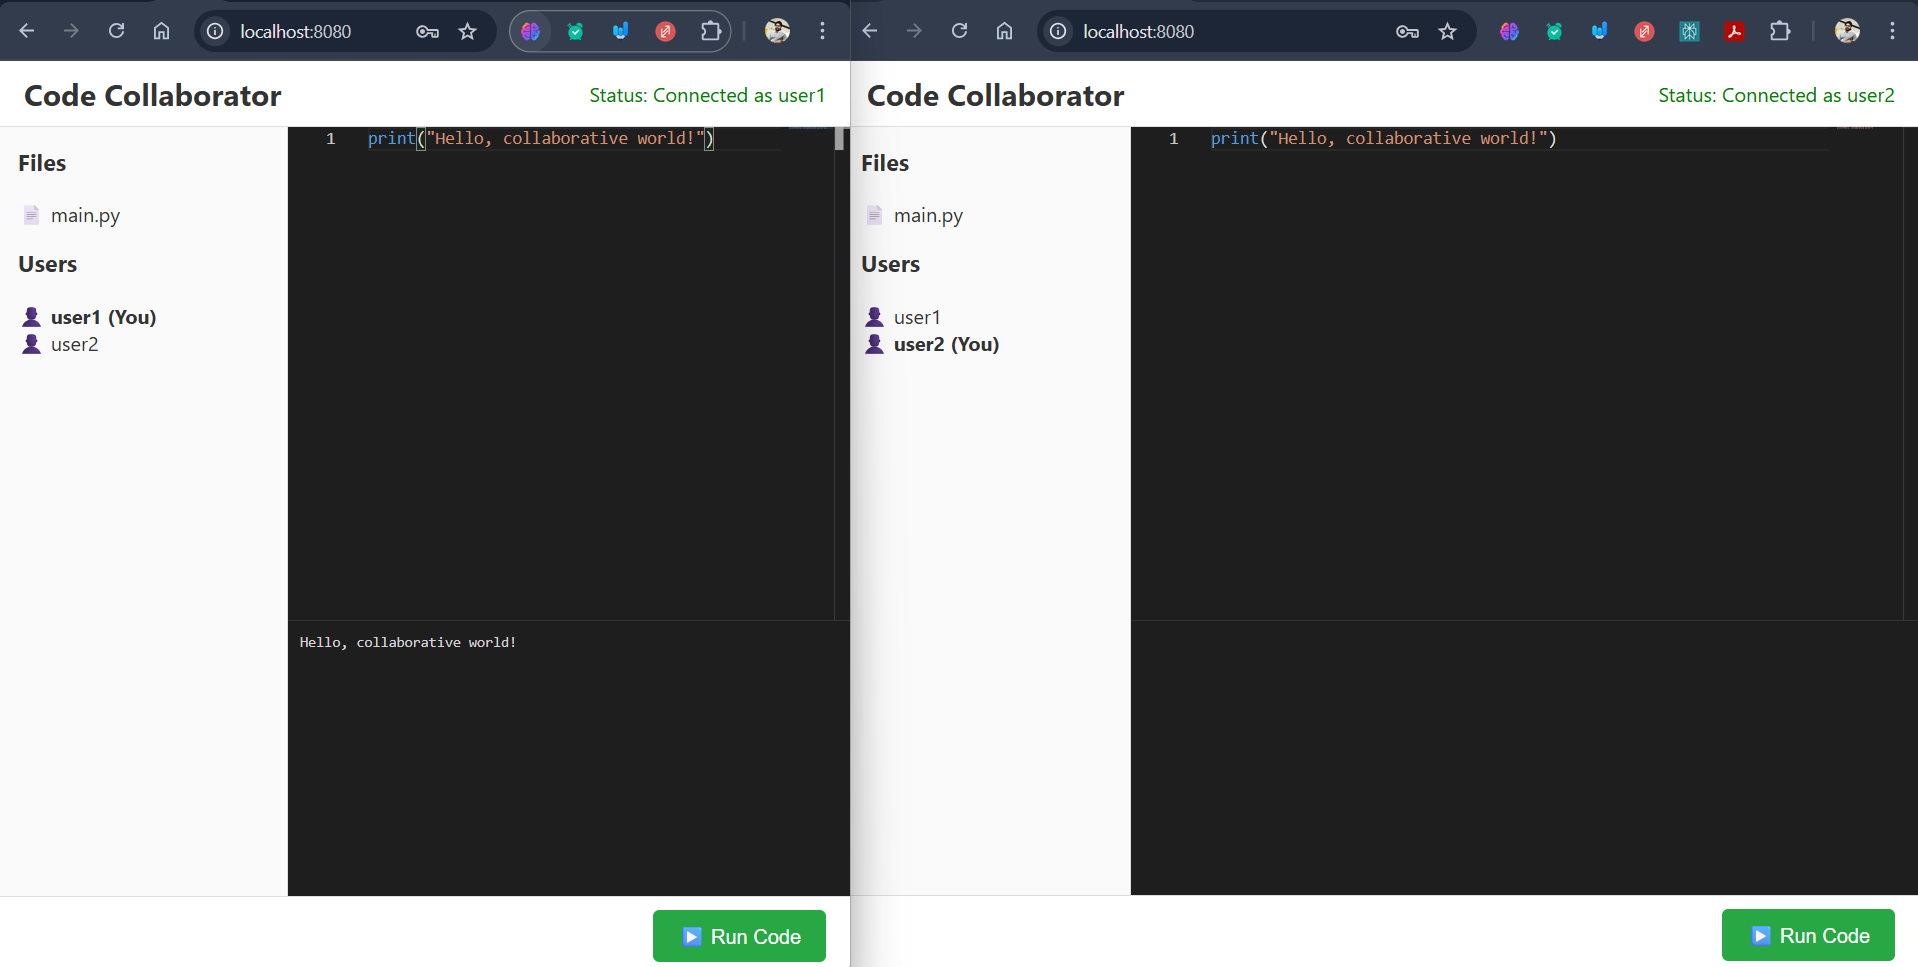 localhost:8080
Code Collaborator
Status: Connected as user1
Files
main.py
Users
user1 (You)
user2
1 print("Hello, collaborative world!")
Hello, collaborative world!
Run Code
localhost:8080
Code Collaborator
Status: Connected as user2
Files
main.py
Users
user1
user2 (You)
1 print("Hello, collaborative world!")
Run Code